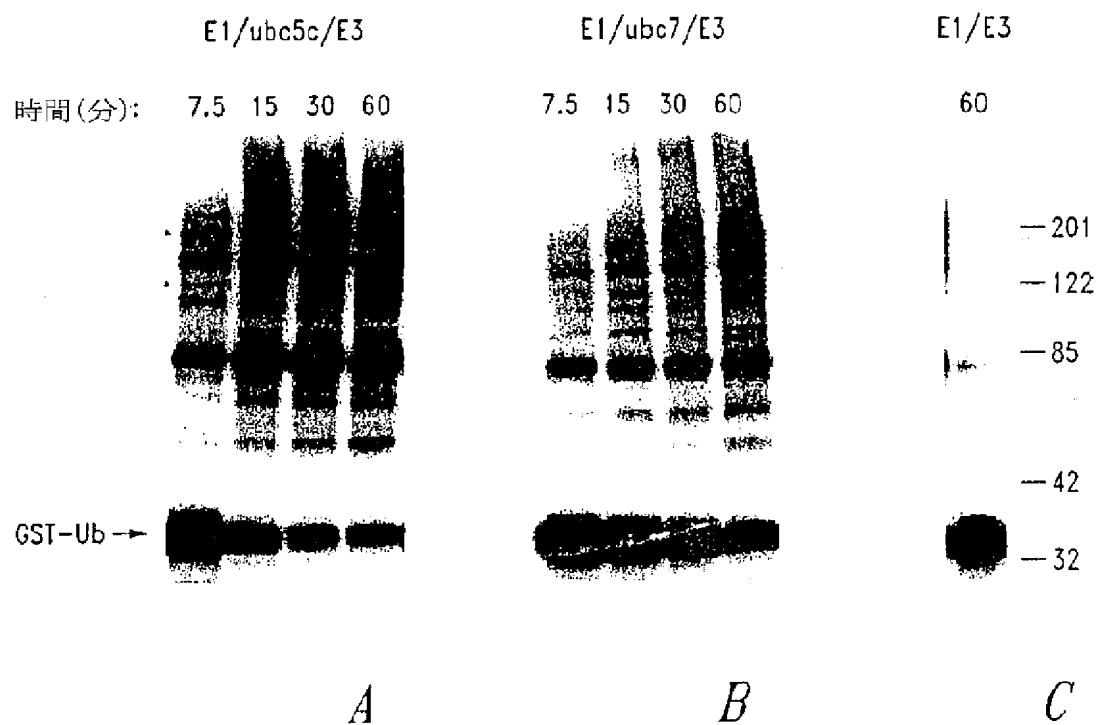 E1/ubc5c/E3 E1/ubc7/E3 E1/E3
時間(分): 7.5 15 30 60 7.5 15 30 60 60
—201
—122
—85
—42
GST-Ub→
—32
A B C